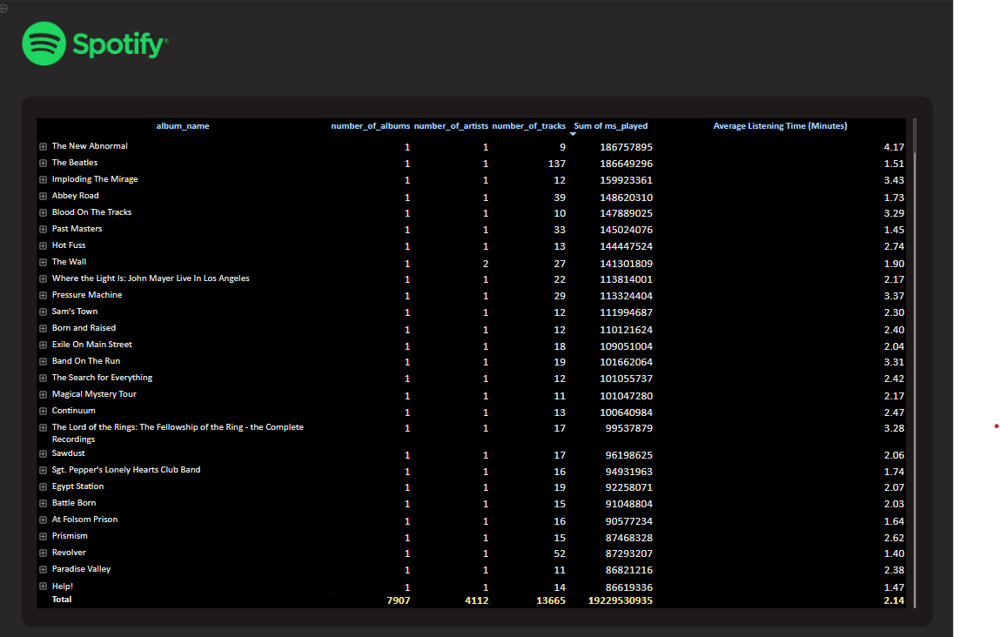 Spotify®
album_name number_of_albums number_of_artists number_of_tracks Sum of ms_played Average Listening Time (Minutes)
The New Abnormal 1 1 9 186757895 4.17
The Beatles 1 1 137 186649296 1.51
Imploding The Mirage 1 1 12 159923361 3.43
Abbey Road 1 1 39 148620310 1.73
Blood On The Tracks 1 1 10 147889025 3.29
Past Masters 1 1 33 145024076 1.45
Hot Fuss 1 1 13 144447524 2.74
The Wall 1 2 27 141301809 1.90
Where the Light Is: John Mayer Live In Los Angeles 1 1 22 113814001 2.17
Pressure Machine 1 1 29 113324404 3.37
Sam's Town 1 1 12 111994687 2.30
Born and Raised 1 1 12 110121624 2.40
Exile On Main Street 1 1 18 109051004 2.04
Band On The Run 1 1 19 101662064 3.31
The Search for Everything 1 1 12 101055737 2.42
Magical Mystery Tour 1 1 11 101047280 2.17
Continuum 1 1 13 100640984 2.47
The Lord of the Rings: The Fellowship of the Ring - the Complete 1 1 17 99537879 3.28
Recordings
Sawdust 1 1 17 96198625 2.06
Sgt. Pepper's Lonely Hearts Club Band 1 1 16 94931963 1.74
Egypt Station 1 1 19 92258071 2.07
Battle Born 1 1 15 91048804 2.03
At Folsom Prison 1 1 16 90577234 1.64
Prismism 1 1 15 87468328 2.62
Revolver 1 1 52 87293207 1.40
Paradise Valley 1 1 11 86821216 2.38
Help! 1 1 14 86619336 1.47
Total 7907 4112 13665 19229530935 2.14